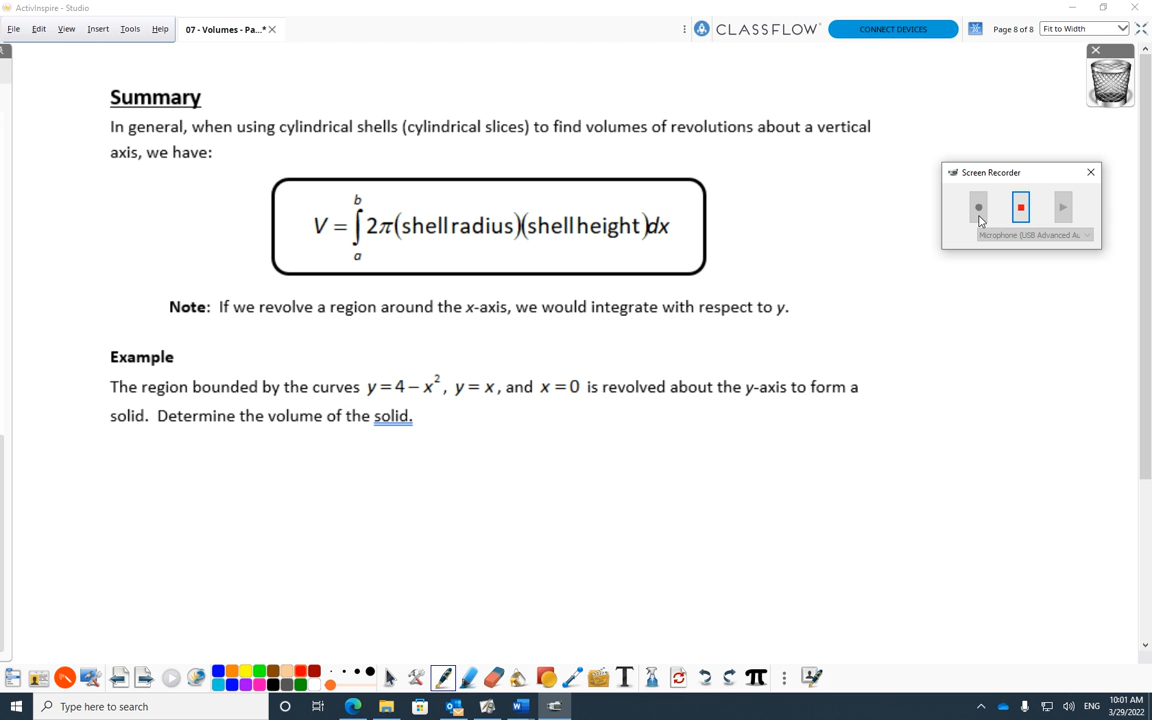 ActivInspire - Studio
File Edit View Insert Tools Help
07 - Volumes - Pa...*
CLASSFLOW
CONNECT DEVICES
Page 8 of 8
Fit to Width
Summary
In general, when using cylindrical shells (cylindrical slices) to find volumes of revolutions about a vertical
axis, we have:
V = ∫_a^b 2π(shell radius)(shell height)dx
Note: If we revolve a region around the x-axis, we would integrate with respect to y.
Example
The region bounded by the curves y = 4 − x², y = x, and x = 0 is revolved about the y-axis to form a
solid. Determine the volume of the solid.
Screen Recorder
Microphone (USB Advanced Au
Type here to search
ENG
10:01 AM
3/29/2022